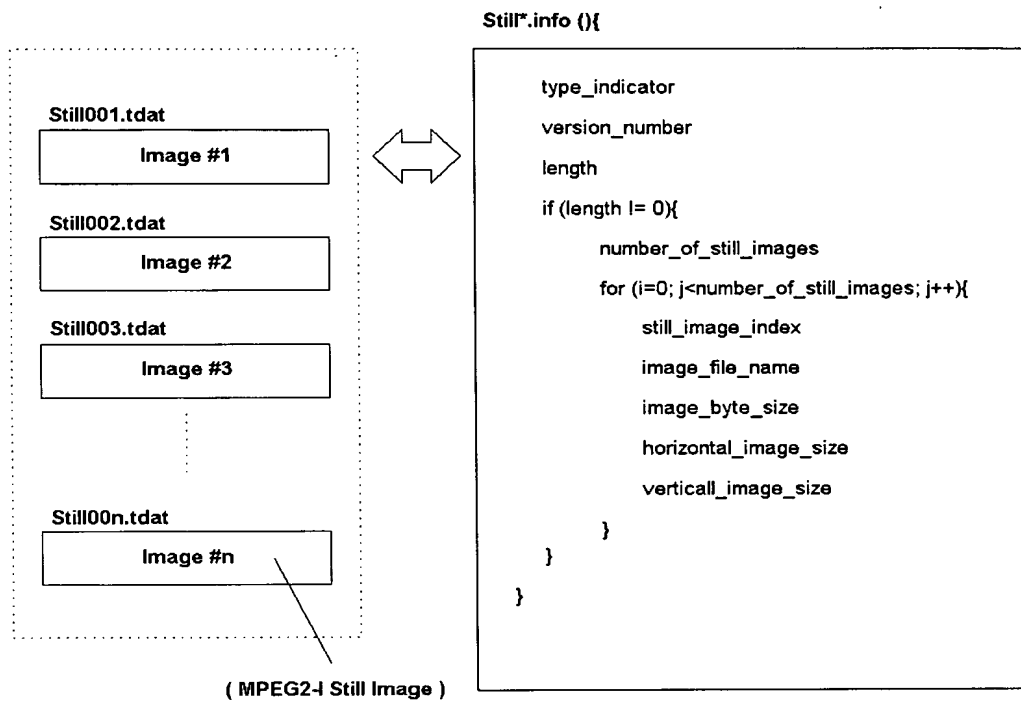 Still*.info (){
Still001.tdat
Image #1
Still002.tdat
Image #2
Still003.tdat
Image #3
Still00n.tdat
Image #n
( MPEG2-I Still Image )
type_indicator
version_number
length
if (length != 0){
number_of_still_images
for (i=0; j<number_of_still_images; j++){
still_image_index
image_file_name
image_byte_size
horizontal_image_size
verticall_image_size
}
}
}